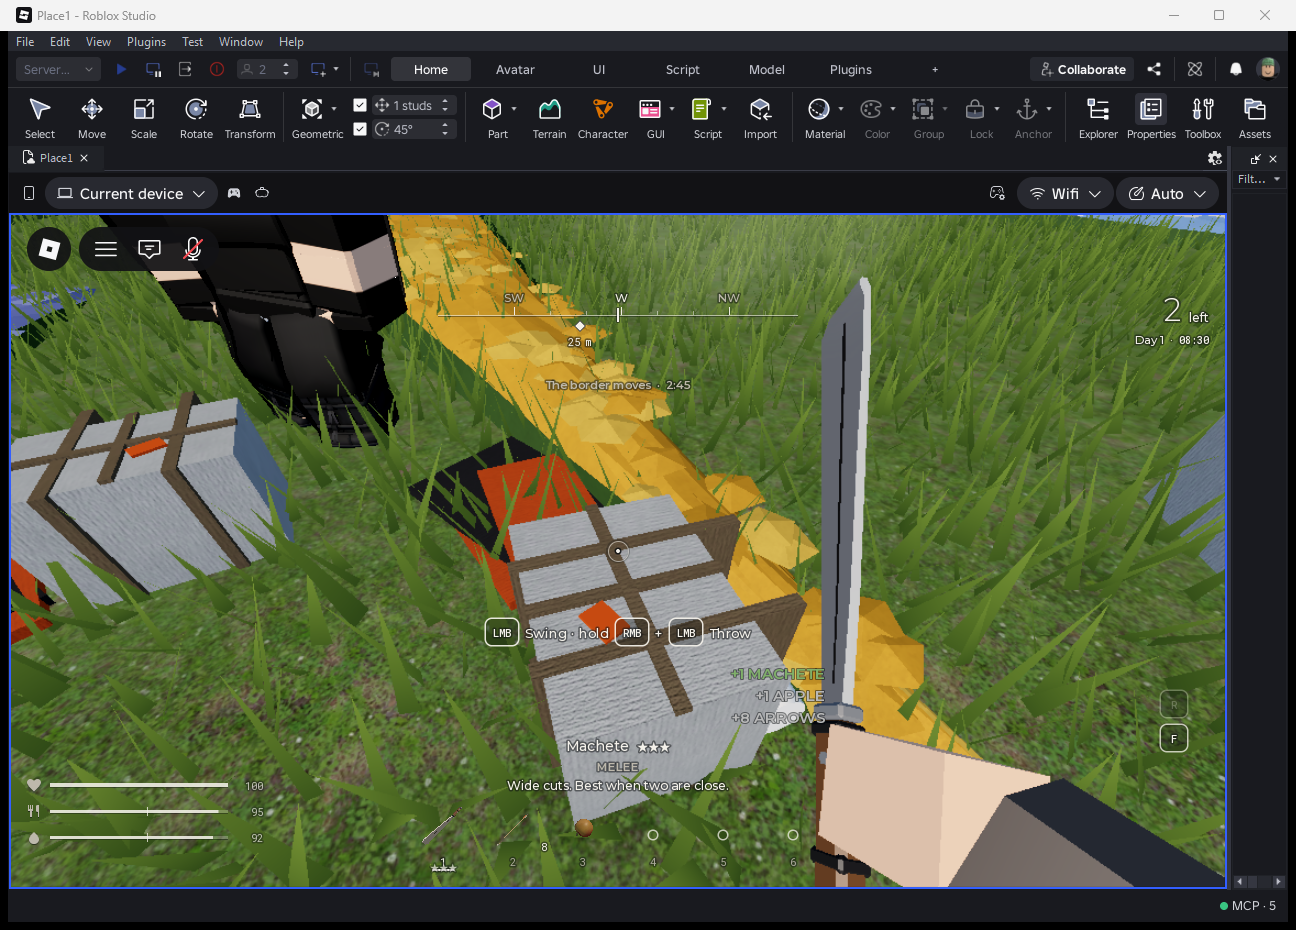 Place1 - Roblox Studio
File Edit View Plugins Test Window Help
Server... 2 Home Avatar UI Script Model Plugins + Collaborate
1 studs
45°
Select Move Scale Rotate Transform Geometric Part Terrain Character GUI Script Import Material Color Group Lock Anchor Explorer Properties Toolbox Assets
Place1
Filt...
Current device Wifi Auto
SW W NW
25 m
2 left
Day 1 · 08:30
The border moves · 2:45
LMB Swing · hold RMB + LMB Throw
+1 MACHETE
+1 APPLE
+8 ARROWS
R
F
Machete ★★★
MELEE
Wide cuts. Best when two are close.
100
95
92
8
1 2 3 4 5 6
★★★
MCP · 5